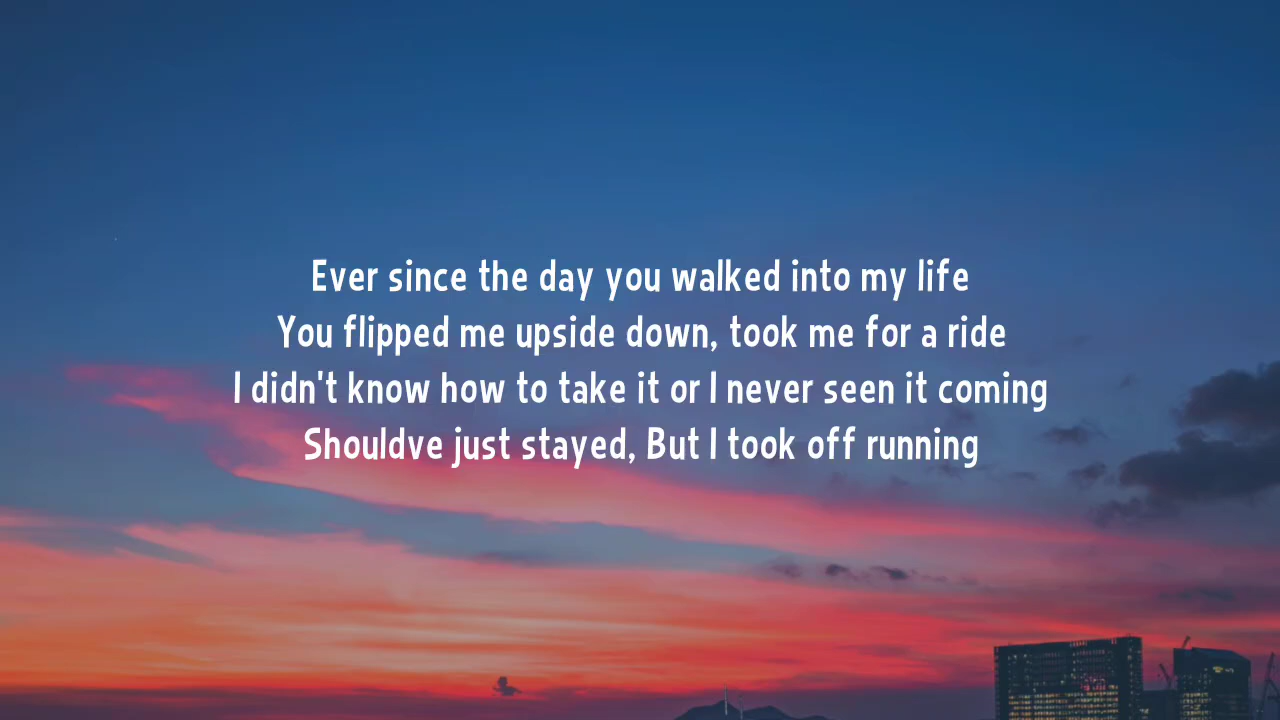 Ever since the day you walked into my life
You flipped me upside down, took me for a ride
I didn't know how to take it or I never seen it coming
Shouldve just stayed, But I took off running